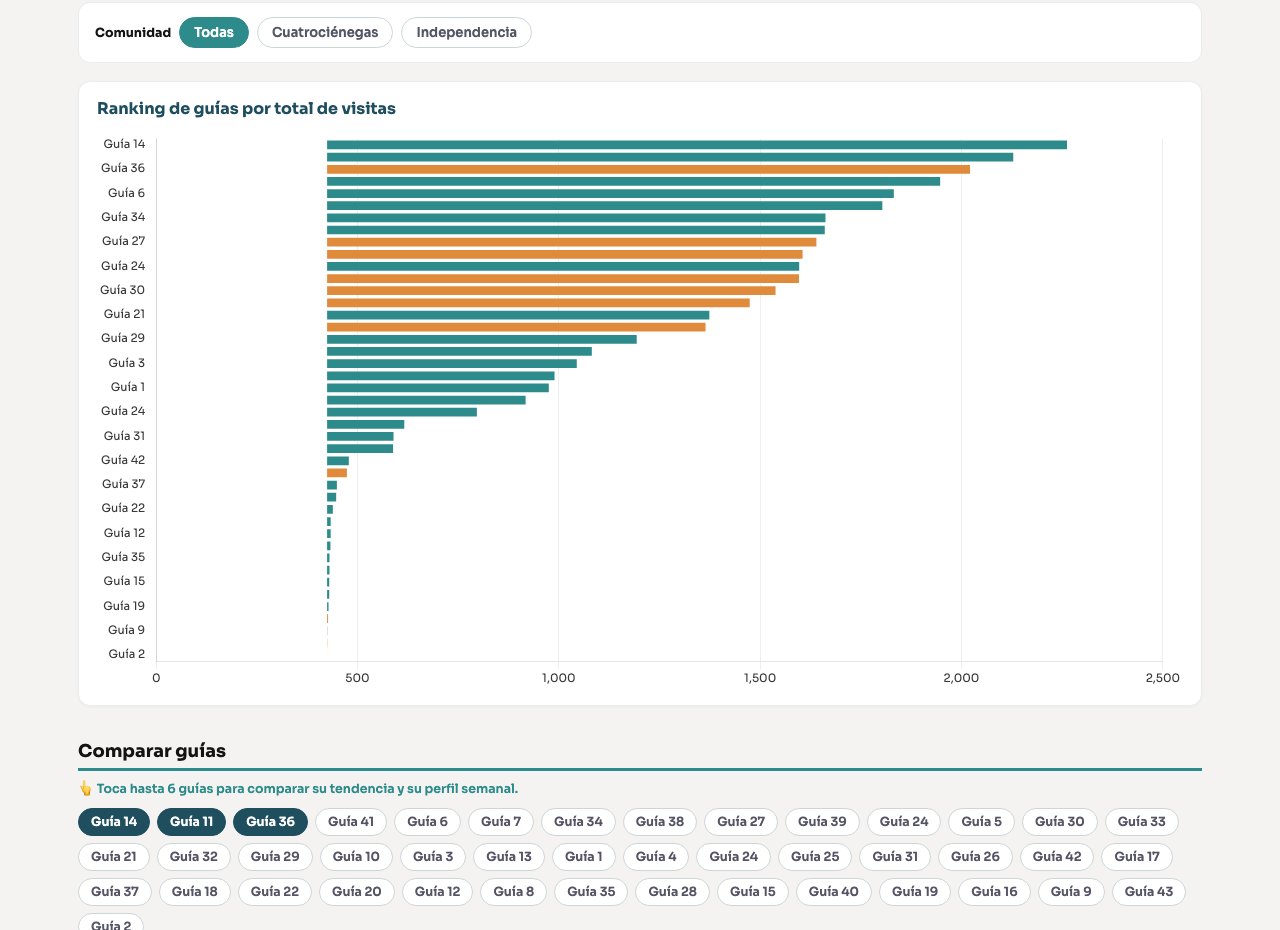 Comunidad Todas Cuatrociénegas Independencia
Ranking de guías por total de visitas
Guía 14
Guía 36
Guía 6
Guía 34
Guía 27
Guía 24
Guía 30
Guía 21
Guía 29
Guía 3
Guía 1
Guía 24
Guía 31
Guía 42
Guía 37
Guía 22
Guía 12
Guía 35
Guía 15
Guía 19
Guía 9
Guía 2
0 500 1,000 1,500 2,000 2,500
Comparar guías
👆 Toca hasta 6 guías para comparar su tendencia y su perfil semanal.
Guía 14 Guía 11 Guía 36 Guía 41 Guía 6 Guía 7 Guía 34 Guía 38 Guía 27 Guía 39 Guía 24 Guía 5 Guía 30 Guía 33
Guía 21 Guía 32 Guía 29 Guía 10 Guía 3 Guía 13 Guía 1 Guía 4 Guía 24 Guía 25 Guía 31 Guía 26 Guía 42 Guía 17
Guía 37 Guía 18 Guía 22 Guía 20 Guía 12 Guía 8 Guía 35 Guía 28 Guía 15 Guía 40 Guía 19 Guía 16 Guía 9 Guía 43
Guía 2